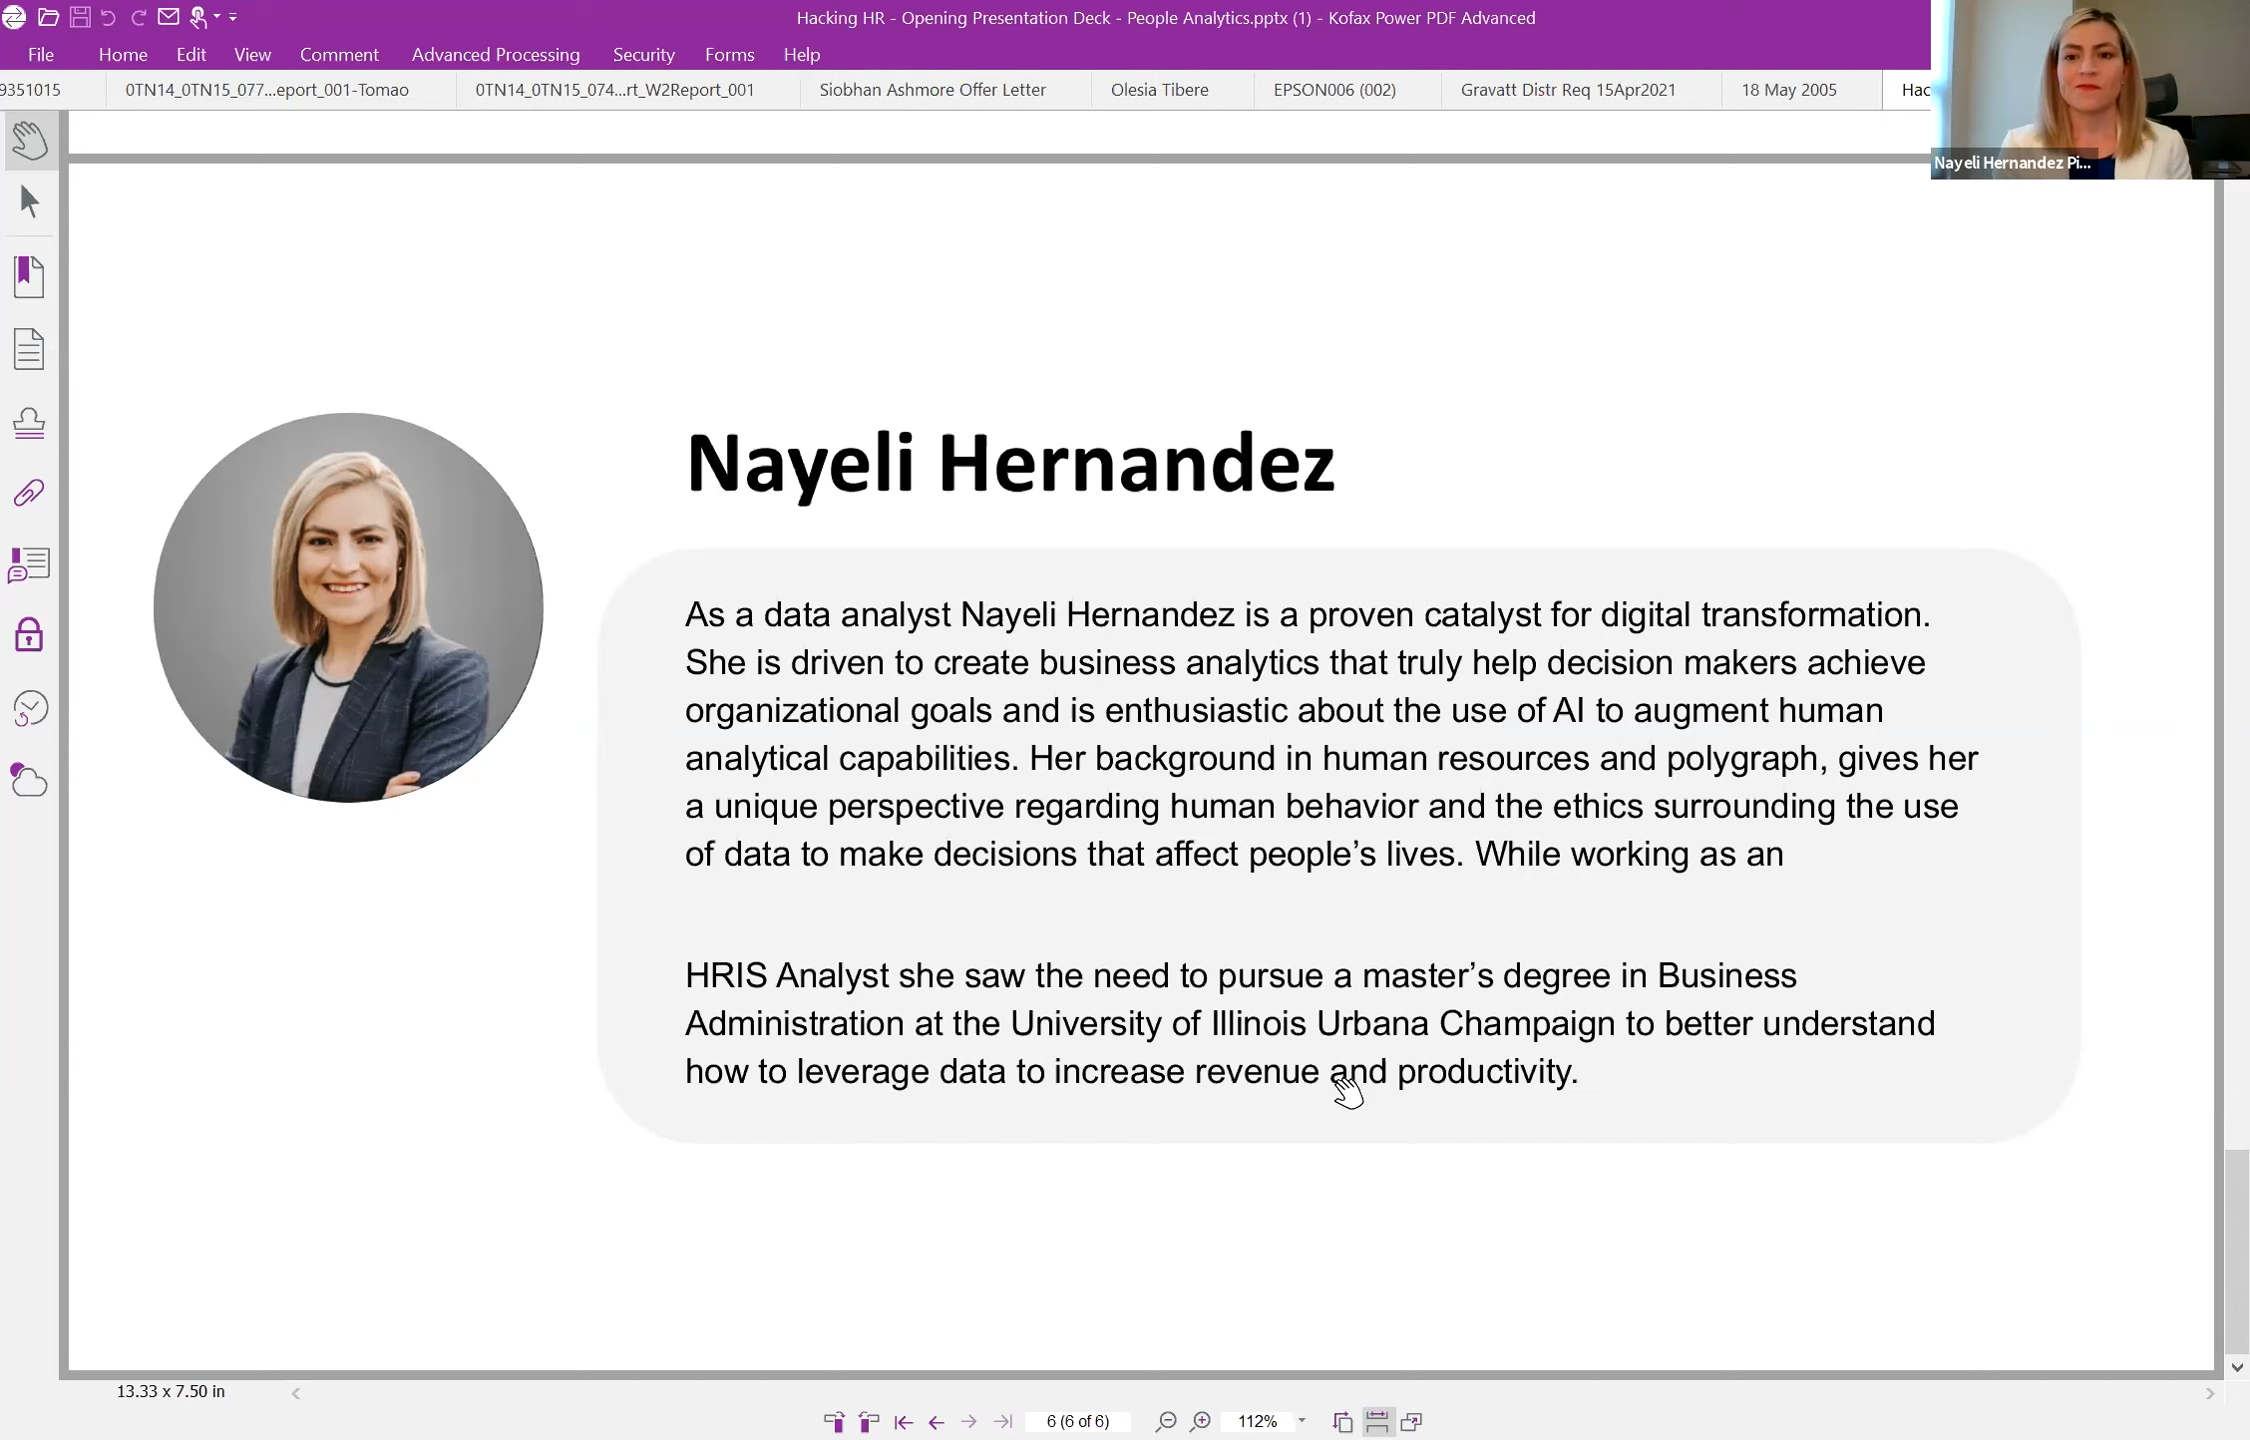 Hacking HR - Opening Presentation Deck - People Analytics.pptx (1) - Kofax Power PDF Advanced
File Home Edit View Comment Advanced Processing Security Forms Help
9351015 0TN14_0TN15_077...eport_001-Tomao 0TN14_0TN15_074...rt_W2Report_001 Siobhan Ashmore Offer Letter Olesia Tibere EPSON006 (002) Gravatt Distr Req 15Apr2021 18 May 2005 Hac
Nayeli Hernandez Pi...
Nayeli Hernandez
As a data analyst Nayeli Hernandez is a proven catalyst for digital transformation.
She is driven to create business analytics that truly help decision makers achieve
organizational goals and is enthusiastic about the use of AI to augment human
analytical capabilities. Her background in human resources and polygraph, gives her
a unique perspective regarding human behavior and the ethics surrounding the use
of data to make decisions that affect people’s lives. While working as an
HRIS Analyst she saw the need to pursue a master’s degree in Business
Administration at the University of Illinois Urbana Champaign to better understand
how to leverage data to increase revenue and productivity.
13.33 x 7.50 in
6 (6 of 6) 112%